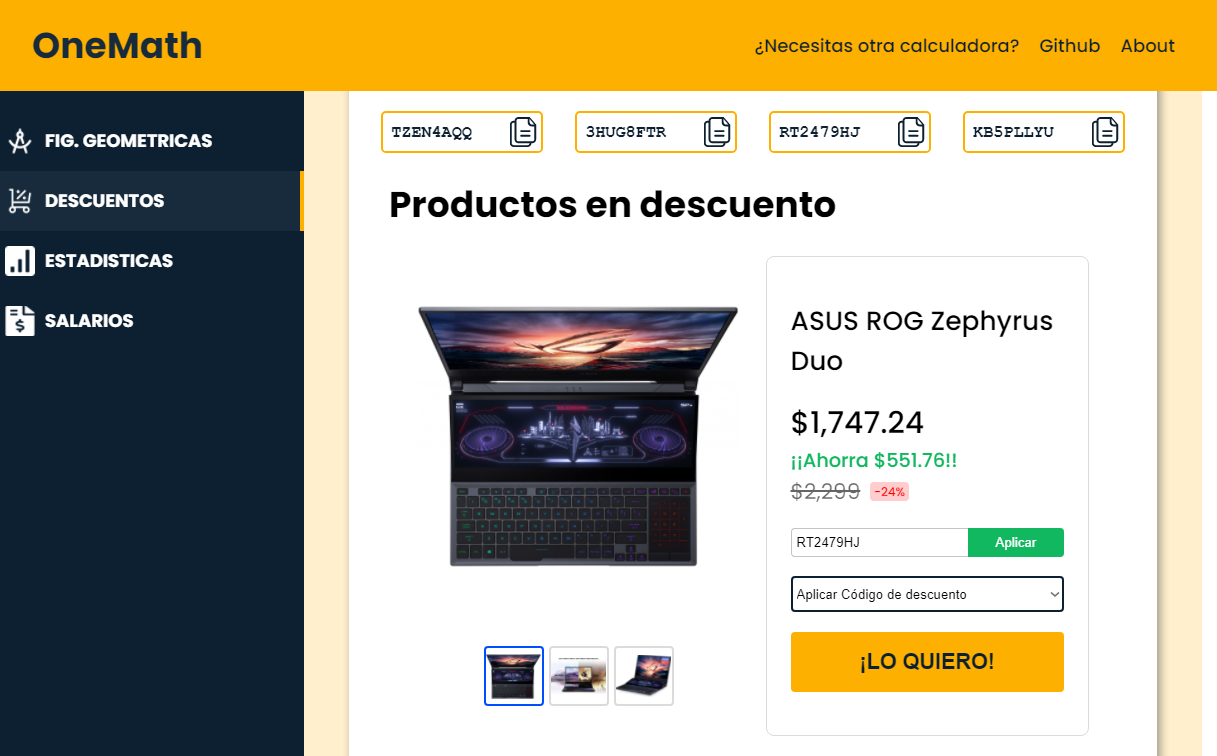 OneMath
¿Necesitas otra calculadora? Github About
FIG. GEOMETRICAS
DESCUENTOS
ESTADISTICAS
SALARIOS
TZEN4AQQ 3HUG8FTR RT2479HJ KB5PLLYU
Productos en descuento
ASUS ROG Zephyrus
Duo
$1,747.24
¡¡Ahorra $551.76!!
$2,299 -24%
RT2479HJ Aplicar
Aplicar Código de descuento
¡LO QUIERO!